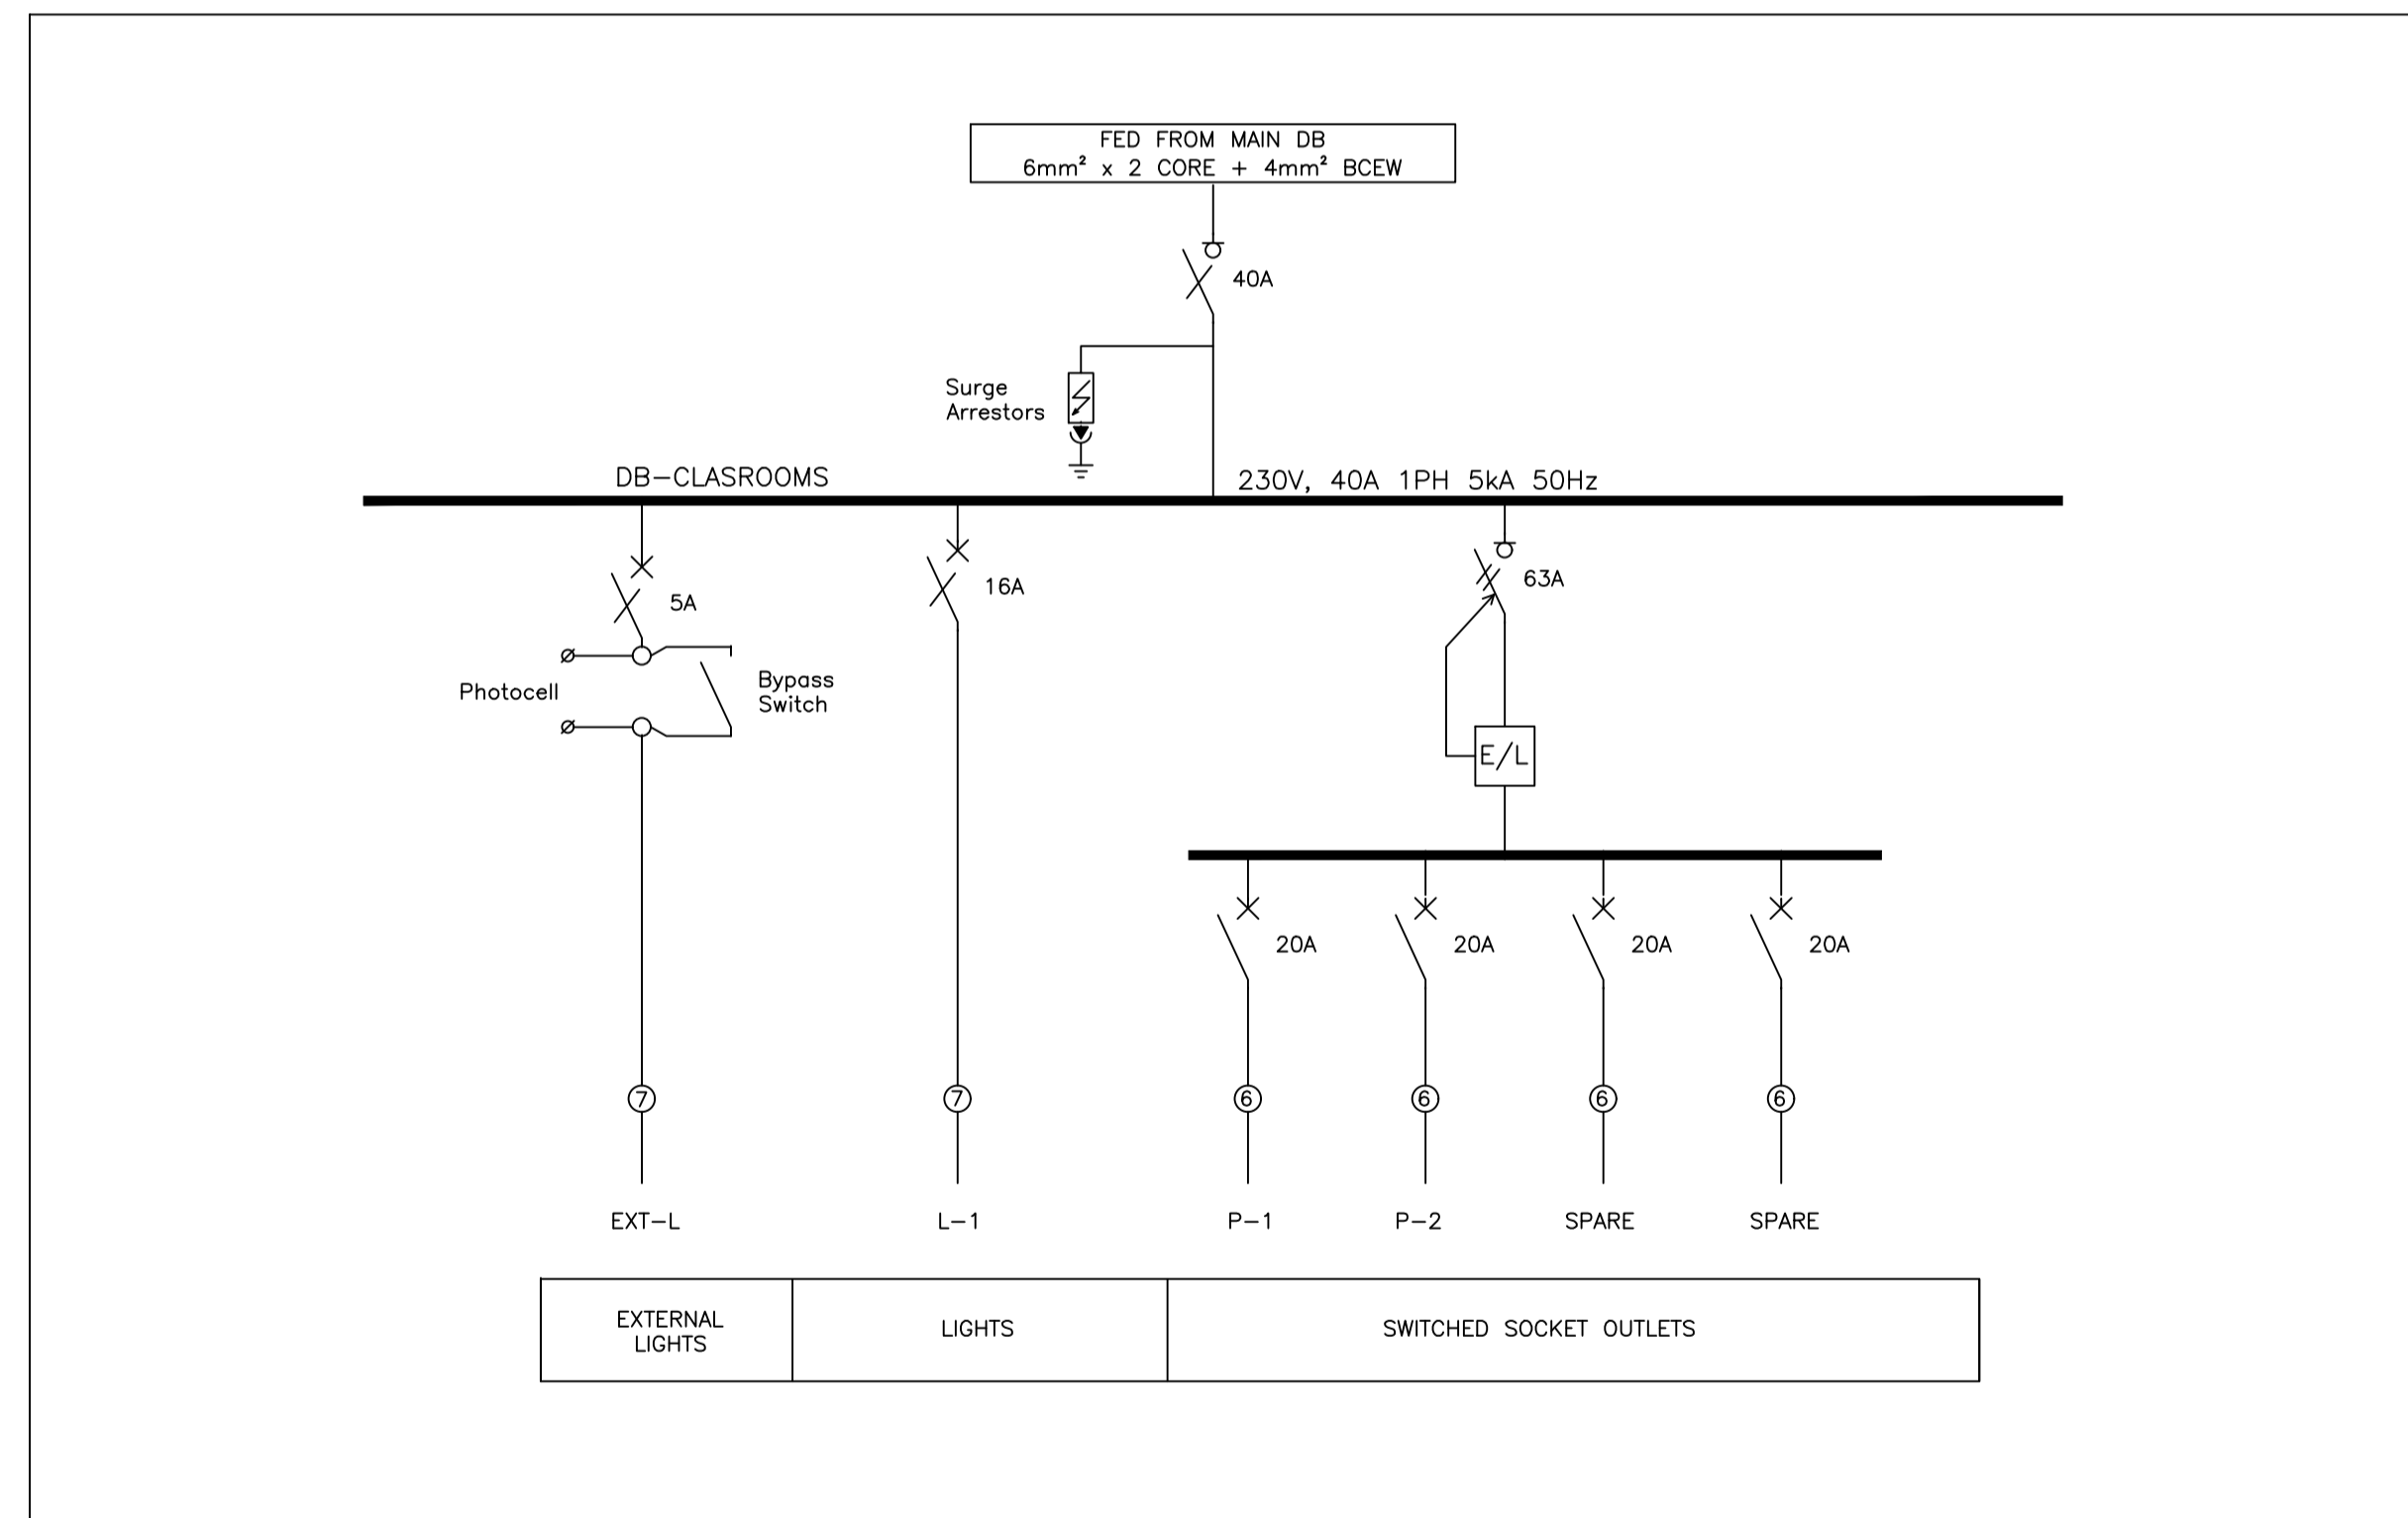 FED FROM MAIN DB
6mm² x 2 CORE + 4mm² BCEW
40A
Surge
Arrestors
DB-CLASROOMS
230V, 40A 1PH 5kA 50Hz
5A
16A
63A
Photocell
Bypass
Switch
E/L
20A
20A
20A
20A
7
7
6
6
6
6
EXT-L
L-1
P-1
P-2
SPARE
SPARE
EXTERNAL
LIGHTS
LIGHTS
SWITCHED SOCKET OUTLETS